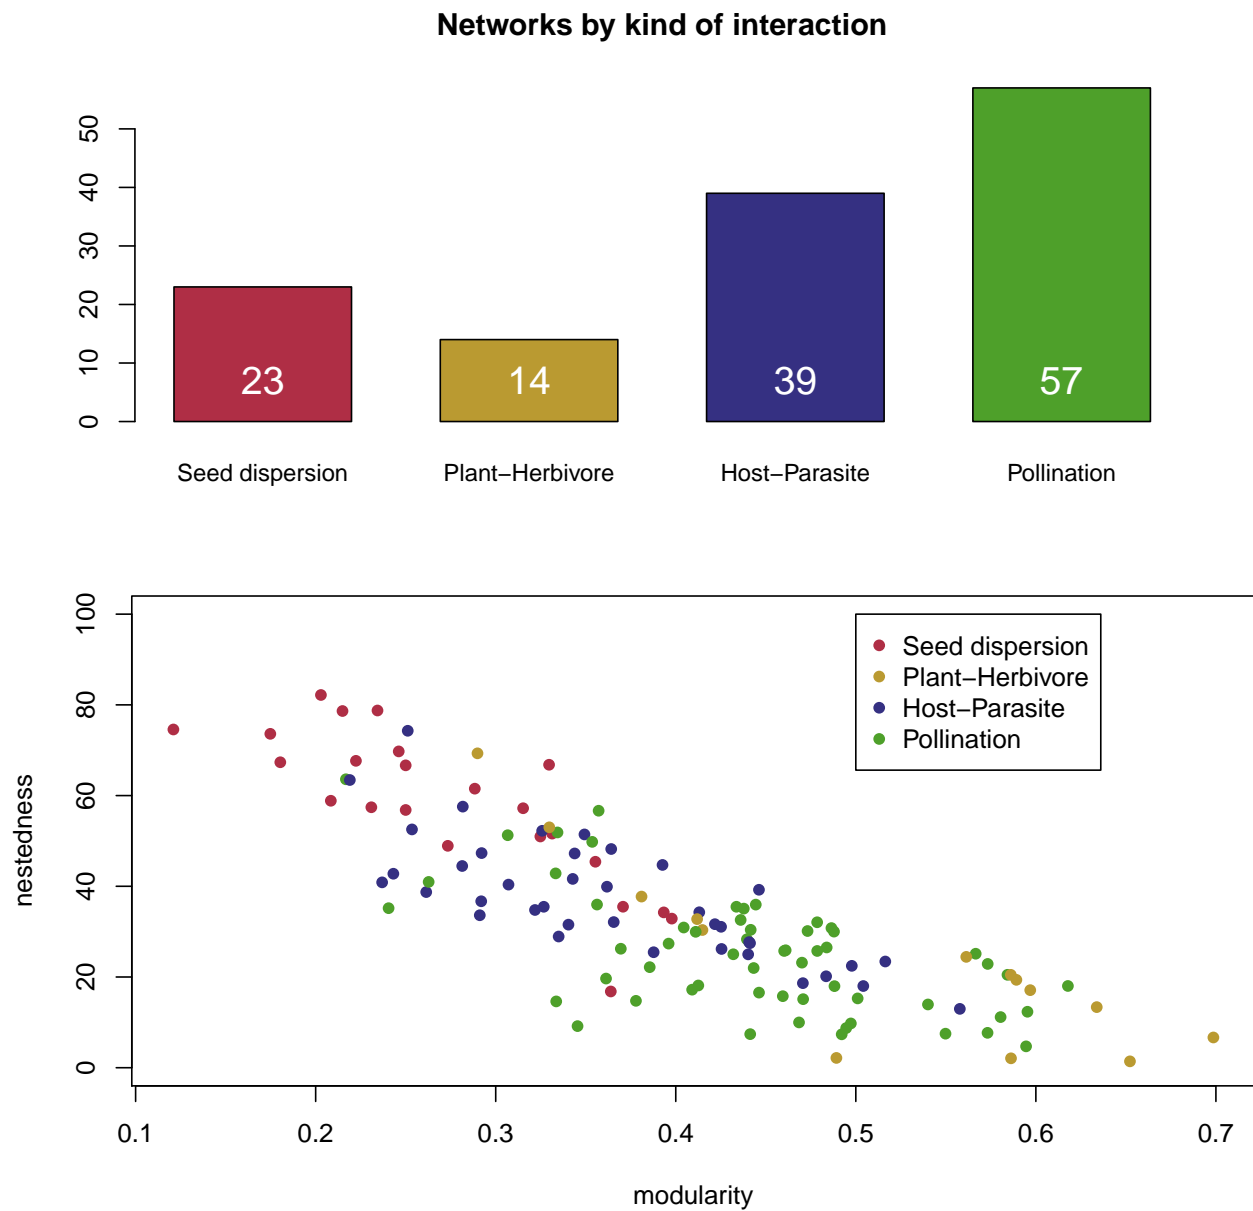 Networks by kind of interaction
50
40
30
20
10
0
23
14
39
57
Seed dispersion
Plant−Herbivore
Host−Parasite
Pollination
100
80
60
40
20
0
nestedness
Seed dispersion
Plant−Herbivore
Host−Parasite
Pollination
0.1
0.2
0.3
0.4
0.5
0.6
0.7
modularity